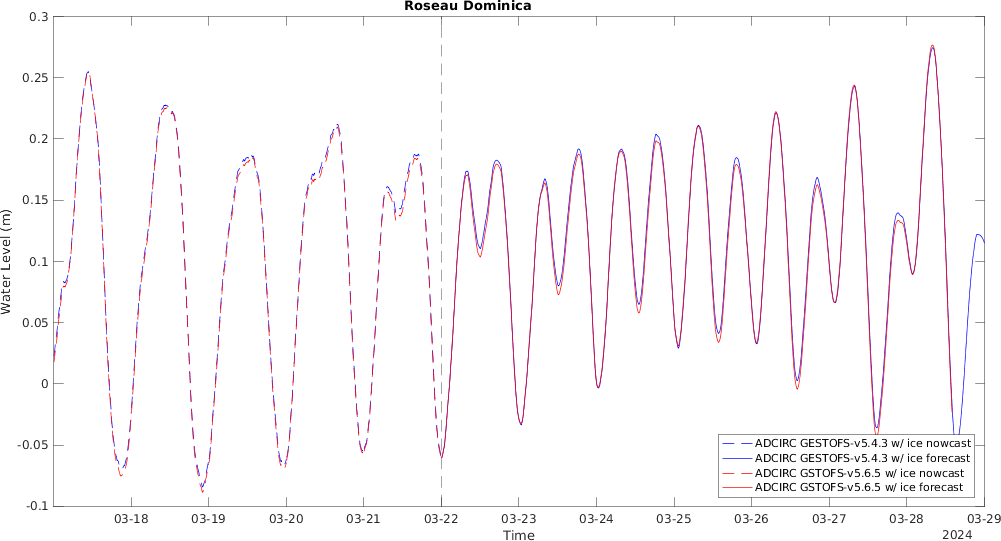 Roseau Dominica
0.3
0.25
0.2
0.15
0.1
0.05
0
-0.05
-0.1
Water Level (m)
ADCIRC GESTOFS-v5.4.3 w/ ice nowcast
ADCIRC GESTOFS-v5.4.3 w/ ice forecast
ADCIRC GSTOFS-v5.6.5 w/ ice nowcast
ADCIRC GSTOFS-v5.6.5 w/ ice forecast
03-18 03-19 03-20 03-21 03-22 03-23 03-24 03-25 03-26 03-27 03-28 03-29
Time
2024